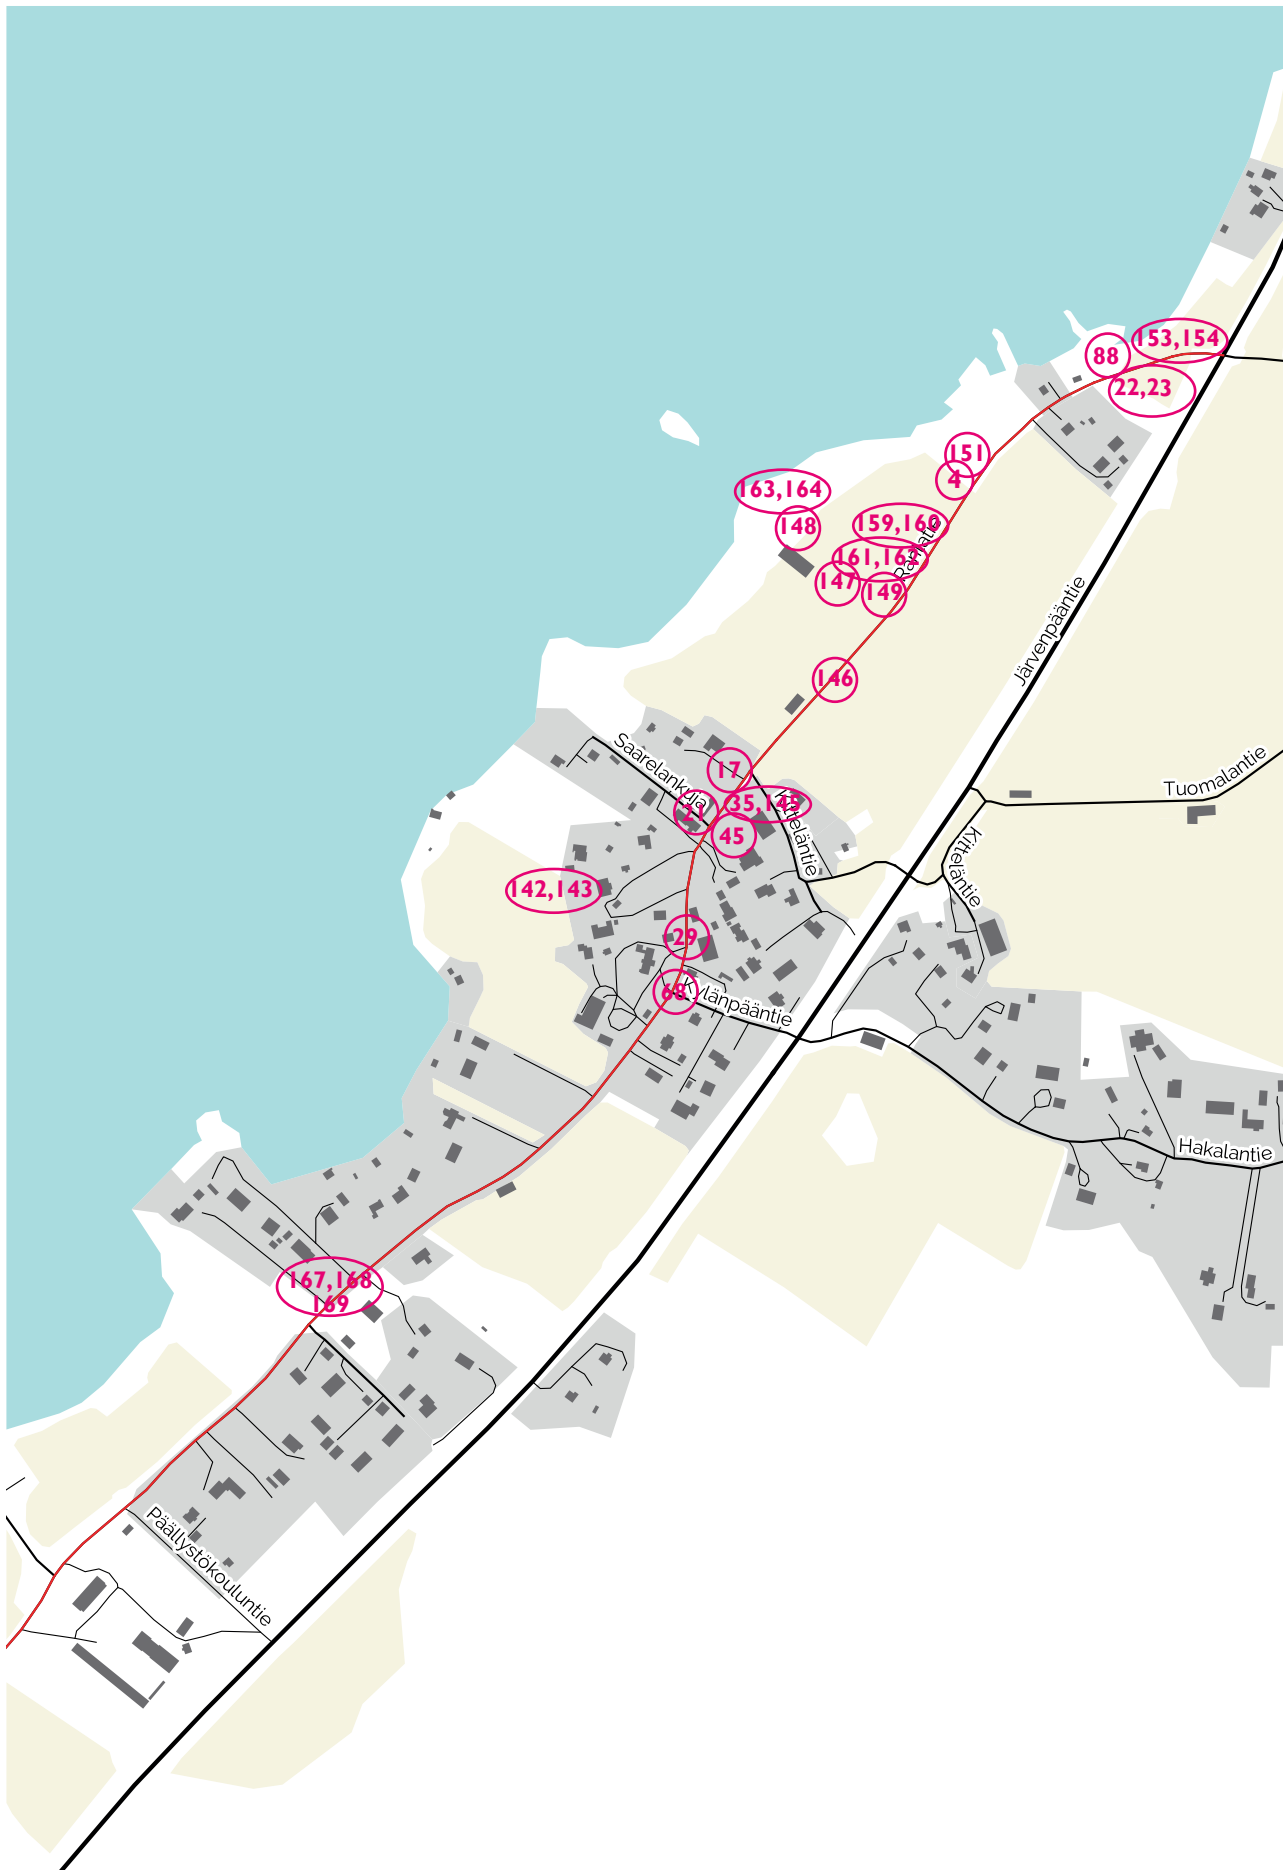 153,154
88
22,23
151
4
163,164
148
159,160
Rantatie
161,162
147
149
Järvenpääntie
146
Saarelankuja
17
Tuomalantie
35,145
21
45
Kitteläntie
Kitteläntie
142,143
29
68
Kylänpääntie
Hakalantie
167,168
169
Päällystökouluntie